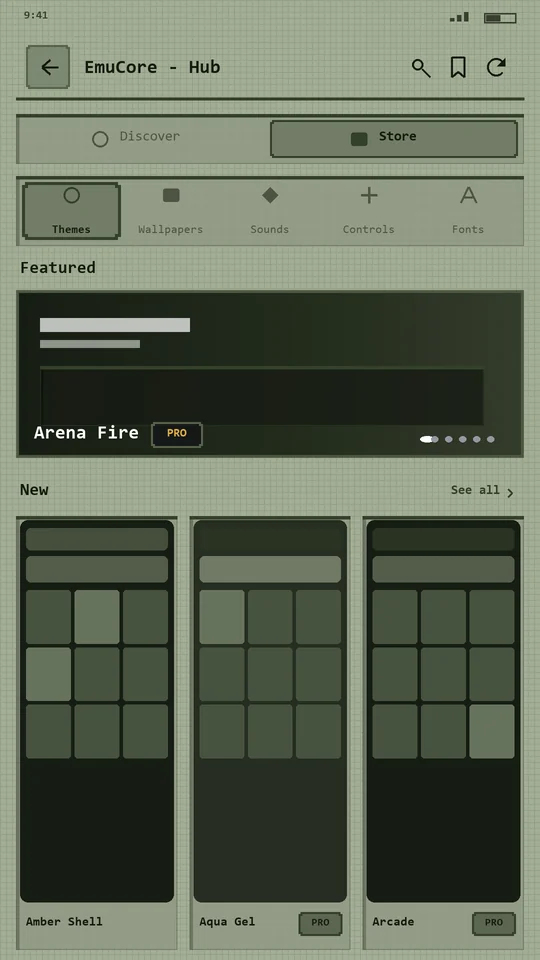 9:41
EmuCore - Hub
Discover
Store
Themes
Wallpapers
Sounds
Controls
Fonts
Featured
Arena Fire
PRO
New
See all
Amber Shell
Aqua Gel
PRO
Arcade
PRO